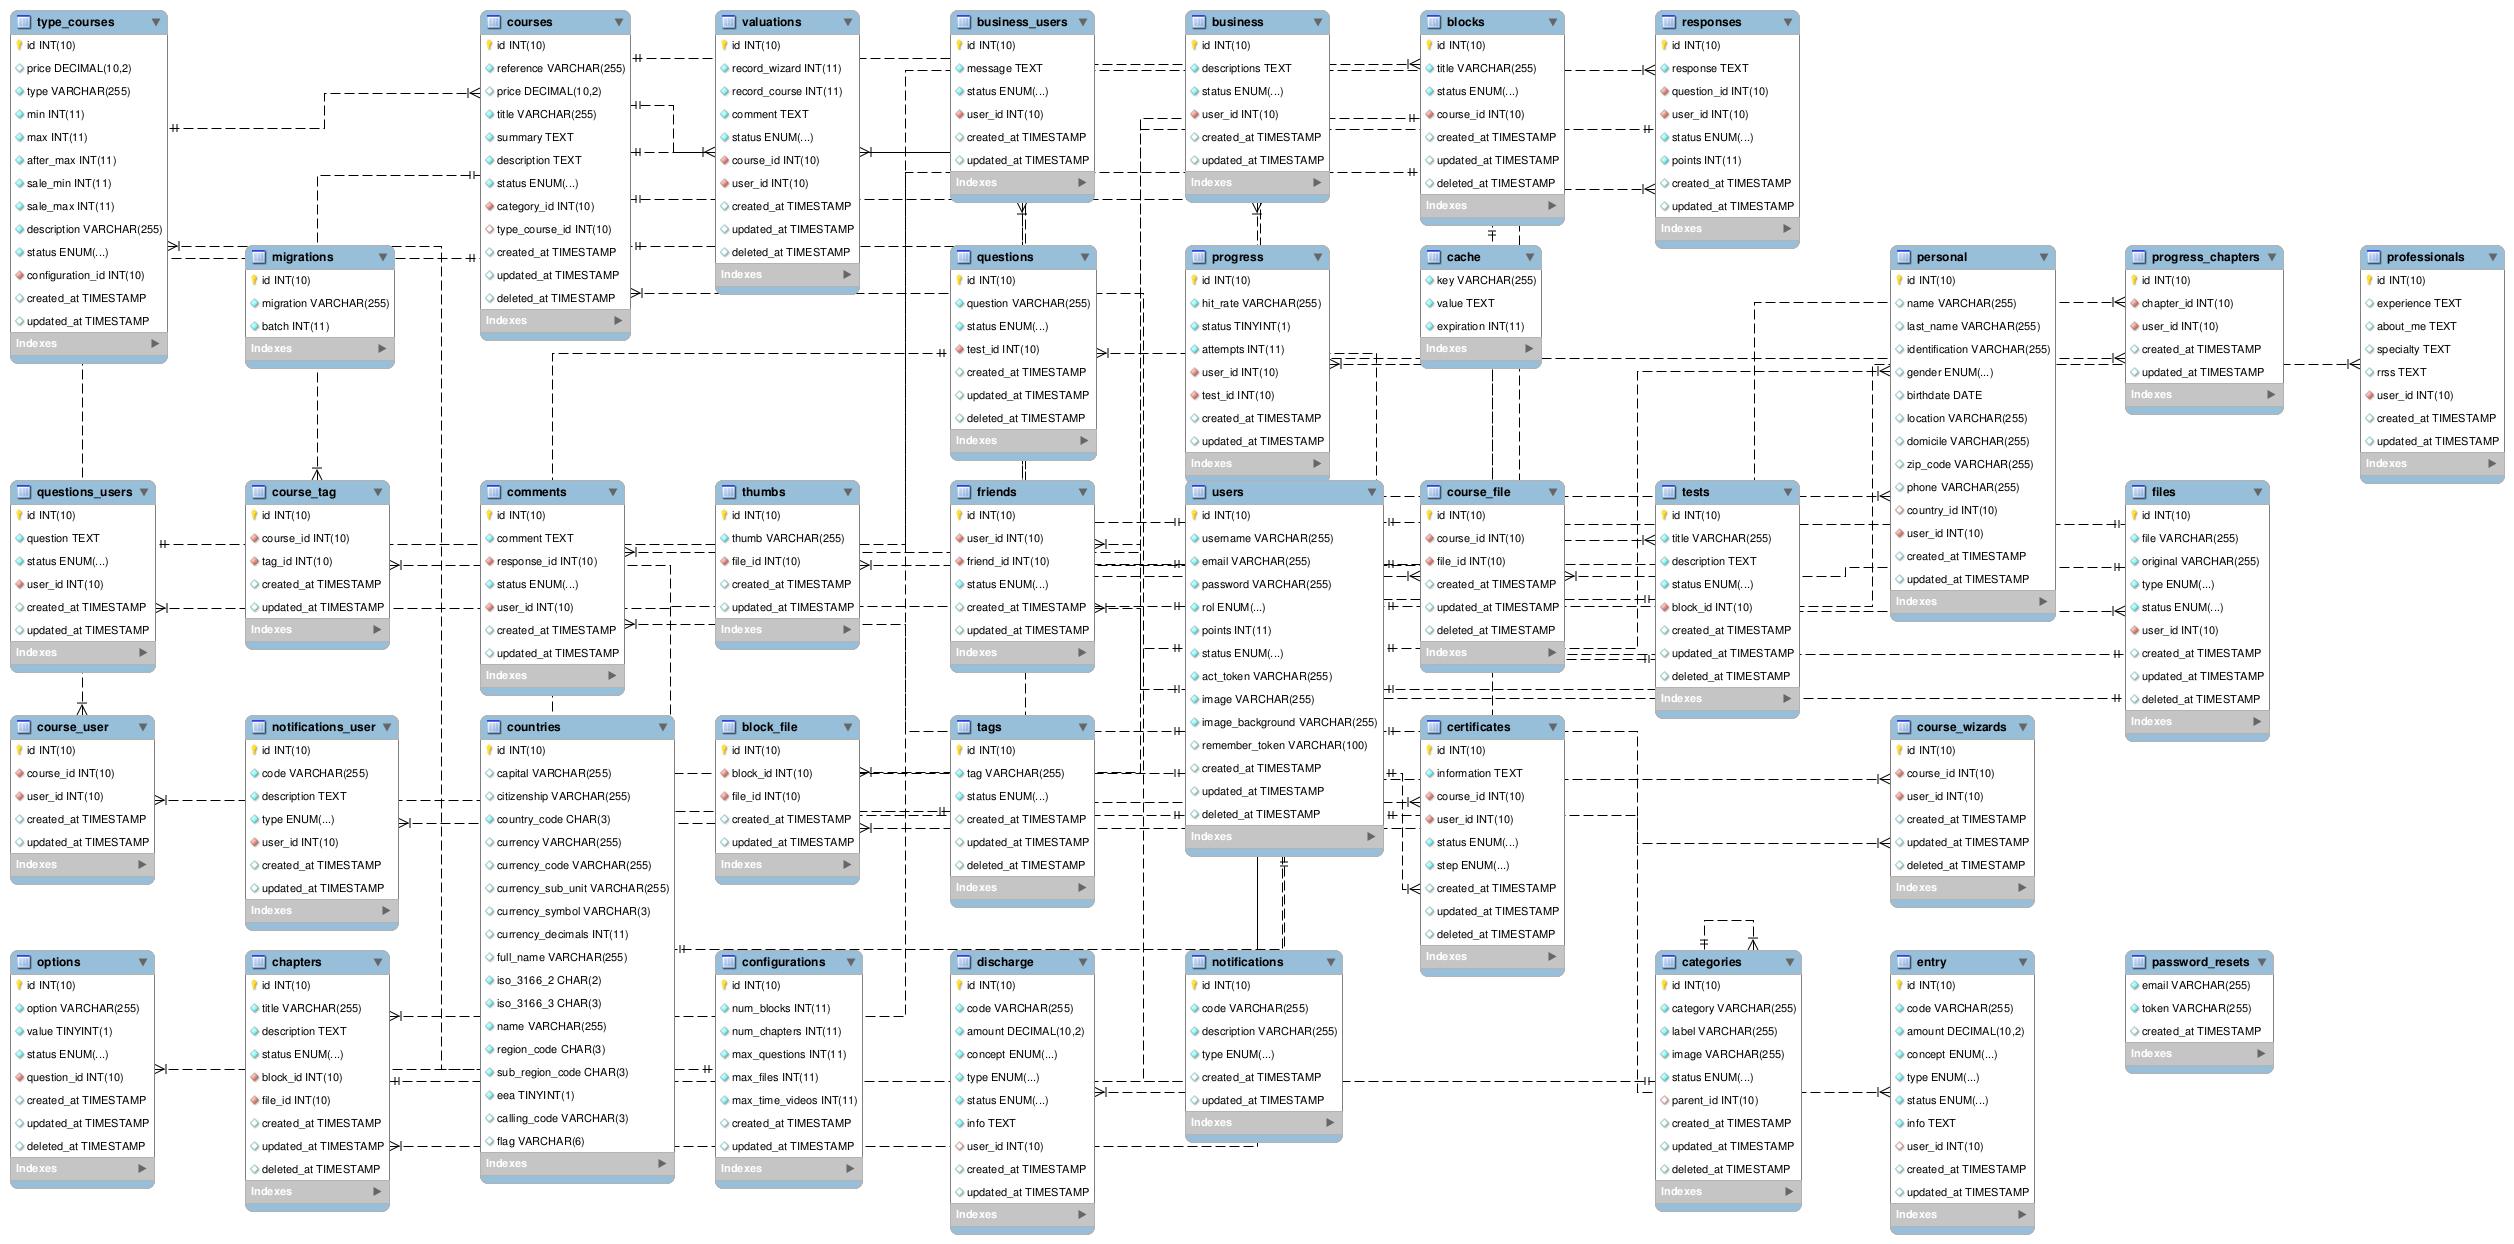 type_courses
id INT(10)
price DECIMAL(10,2)
type VARCHAR(255)
min INT(11)
max INT(11)
after_max INT(11)
sale_min INT(11)
sale_max INT(11)
description VARCHAR(255)
status ENUM(...)
configuration_id INT(10)
created_at TIMESTAMP
updated_at TIMESTAMP
Indexes
courses
id INT(10)
reference VARCHAR(255)
price DECIMAL(10,2)
title VARCHAR(255)
summary TEXT
description TEXT
status ENUM(...)
category_id INT(10)
type_course_id INT(10)
created_at TIMESTAMP
updated_at TIMESTAMP
deleted_at TIMESTAMP
Indexes
valuations
id INT(10)
record_wizard INT(11)
record_course INT(11)
comment TEXT
status ENUM(...)
course_id INT(10)
user_id INT(10)
created_at TIMESTAMP
updated_at TIMESTAMP
deleted_at TIMESTAMP
Indexes
business_users
id INT(10)
message TEXT
status ENUM(...)
user_id INT(10)
created_at TIMESTAMP
updated_at TIMESTAMP
Indexes
business
id INT(10)
descriptions TEXT
status ENUM(...)
user_id INT(10)
created_at TIMESTAMP
updated_at TIMESTAMP
Indexes
blocks
id INT(10)
title VARCHAR(255)
status ENUM(...)
course_id INT(10)
created_at TIMESTAMP
updated_at TIMESTAMP
deleted_at TIMESTAMP
Indexes
responses
id INT(10)
response TEXT
question_id INT(10)
user_id INT(10)
status ENUM(...)
points INT(11)
created_at TIMESTAMP
updated_at TIMESTAMP
Indexes
migrations
id INT(10)
migration VARCHAR(255)
batch INT(11)
Indexes
questions
id INT(10)
question VARCHAR(255)
status ENUM(...)
test_id INT(10)
created_at TIMESTAMP
updated_at TIMESTAMP
deleted_at TIMESTAMP
Indexes
progress
id INT(10)
hit_rate VARCHAR(255)
status TINYINT(1)
attempts INT(11)
user_id INT(10)
test_id INT(10)
created_at TIMESTAMP
updated_at TIMESTAMP
Indexes
cache
key VARCHAR(255)
value TEXT
expiration INT(11)
Indexes
personal
id INT(10)
name VARCHAR(255)
last_name VARCHAR(255)
identification VARCHAR(255)
gender ENUM(...)
birthdate DATE
location VARCHAR(255)
domicile VARCHAR(255)
zip_code VARCHAR(255)
phone VARCHAR(255)
country_id INT(10)
user_id INT(10)
created_at TIMESTAMP
updated_at TIMESTAMP
Indexes
progress_chapters
id INT(10)
chapter_id INT(10)
user_id INT(10)
created_at TIMESTAMP
updated_at TIMESTAMP
Indexes
professionals
id INT(10)
experience TEXT
about_me TEXT
specialty TEXT
rrss TEXT
user_id INT(10)
created_at TIMESTAMP
updated_at TIMESTAMP
Indexes
questions_users
id INT(10)
question TEXT
status ENUM(...)
user_id INT(10)
created_at TIMESTAMP
updated_at TIMESTAMP
Indexes
course_tag
id INT(10)
course_id INT(10)
tag_id INT(10)
created_at TIMESTAMP
updated_at TIMESTAMP
Indexes
comments
id INT(10)
comment TEXT
response_id INT(10)
status ENUM(...)
user_id INT(10)
created_at TIMESTAMP
updated_at TIMESTAMP
Indexes
thumbs
id INT(10)
thumb VARCHAR(255)
file_id INT(10)
created_at TIMESTAMP
updated_at TIMESTAMP
Indexes
friends
id INT(10)
user_id INT(10)
friend_id INT(10)
status ENUM(...)
created_at TIMESTAMP
updated_at TIMESTAMP
Indexes
users
id INT(10)
username VARCHAR(255)
email VARCHAR(255)
password VARCHAR(255)
rol ENUM(...)
points INT(11)
status ENUM(...)
act_token VARCHAR(255)
image VARCHAR(255)
image_background VARCHAR(255)
remember_token VARCHAR(100)
created_at TIMESTAMP
updated_at TIMESTAMP
deleted_at TIMESTAMP
Indexes
course_file
id INT(10)
course_id INT(10)
file_id INT(10)
created_at TIMESTAMP
updated_at TIMESTAMP
deleted_at TIMESTAMP
Indexes
tests
id INT(10)
title VARCHAR(255)
description TEXT
status ENUM(...)
block_id INT(10)
created_at TIMESTAMP
updated_at TIMESTAMP
deleted_at TIMESTAMP
Indexes
files
id INT(10)
file VARCHAR(255)
original VARCHAR(255)
type ENUM(...)
status ENUM(...)
user_id INT(10)
created_at TIMESTAMP
updated_at TIMESTAMP
deleted_at TIMESTAMP
Indexes
course_user
id INT(10)
course_id INT(10)
user_id INT(10)
created_at TIMESTAMP
updated_at TIMESTAMP
Indexes
notifications_user
id INT(10)
code VARCHAR(255)
description TEXT
type ENUM(...)
user_id INT(10)
created_at TIMESTAMP
updated_at TIMESTAMP
Indexes
countries
id INT(10)
capital VARCHAR(255)
citizenship VARCHAR(255)
country_code CHAR(3)
currency VARCHAR(255)
currency_code VARCHAR(255)
currency_sub_unit VARCHAR(255)
currency_symbol VARCHAR(3)
currency_decimals INT(11)
full_name VARCHAR(255)
iso_3166_2 CHAR(2)
iso_3166_3 CHAR(3)
name VARCHAR(255)
region_code CHAR(3)
sub_region_code CHAR(3)
eea TINYINT(1)
calling_code VARCHAR(3)
flag VARCHAR(6)
Indexes
block_file
id INT(10)
block_id INT(10)
file_id INT(10)
created_at TIMESTAMP
updated_at TIMESTAMP
Indexes
tags
id INT(10)
tag VARCHAR(255)
status ENUM(...)
created_at TIMESTAMP
updated_at TIMESTAMP
deleted_at TIMESTAMP
Indexes
certificates
id INT(10)
information TEXT
course_id INT(10)
user_id INT(10)
status ENUM(...)
step ENUM(...)
created_at TIMESTAMP
updated_at TIMESTAMP
deleted_at TIMESTAMP
Indexes
course_wizards
id INT(10)
course_id INT(10)
user_id INT(10)
created_at TIMESTAMP
updated_at TIMESTAMP
deleted_at TIMESTAMP
Indexes
options
id INT(10)
option VARCHAR(255)
value TINYINT(1)
status ENUM(...)
question_id INT(10)
created_at TIMESTAMP
updated_at TIMESTAMP
deleted_at TIMESTAMP
Indexes
chapters
id INT(10)
title VARCHAR(255)
description TEXT
status ENUM(...)
block_id INT(10)
file_id INT(10)
created_at TIMESTAMP
updated_at TIMESTAMP
deleted_at TIMESTAMP
Indexes
configurations
id INT(10)
num_blocks INT(11)
num_chapters INT(11)
max_questions INT(11)
max_files INT(11)
max_time_videos INT(11)
created_at TIMESTAMP
updated_at TIMESTAMP
Indexes
discharge
id INT(10)
code VARCHAR(255)
amount DECIMAL(10,2)
concept ENUM(...)
type ENUM(...)
status ENUM(...)
info TEXT
user_id INT(10)
created_at TIMESTAMP
updated_at TIMESTAMP
Indexes
notifications
id INT(10)
code VARCHAR(255)
description VARCHAR(255)
type ENUM(...)
created_at TIMESTAMP
updated_at TIMESTAMP
Indexes
categories
id INT(10)
category VARCHAR(255)
label VARCHAR(255)
image VARCHAR(255)
status ENUM(...)
parent_id INT(10)
created_at TIMESTAMP
updated_at TIMESTAMP
deleted_at TIMESTAMP
Indexes
entry
id INT(10)
code VARCHAR(255)
amount DECIMAL(10,2)
concept ENUM(...)
type ENUM(...)
status ENUM(...)
info TEXT
user_id INT(10)
created_at TIMESTAMP
updated_at TIMESTAMP
Indexes
password_resets
email VARCHAR(255)
token VARCHAR(255)
created_at TIMESTAMP
Indexes